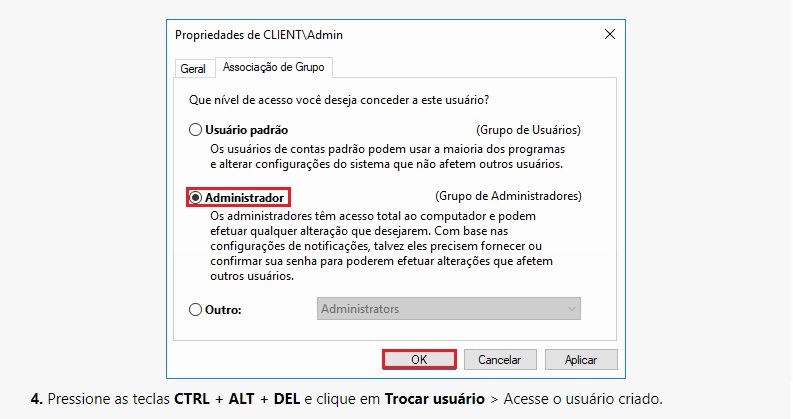 Propriedades de CLIENT\Admin
Geral
Associação de Grupo
Que nível de acesso você deseja conceder a este usuário?
Usuário padrão (Grupo de Usuários)
Os usuários de contas padrão podem usar a maioria dos programas
e alterar configurações do sistema que não afetem outros usuários.
Administrador (Grupo de Administradores)
Os administradores têm acesso total ao computador e podem
efetuar qualquer alteração que desejarem. Com base nas
configurações de notificações, talvez eles precisem fornecer ou
confirmar sua senha para poderem efetuar alterações que afetem
outros usuários.
Outro: Administrators
OK Cancelar Aplicar
4. Pressione as teclas CTRL + ALT + DEL e clique em Trocar usuário > Acesse o usuário criado.